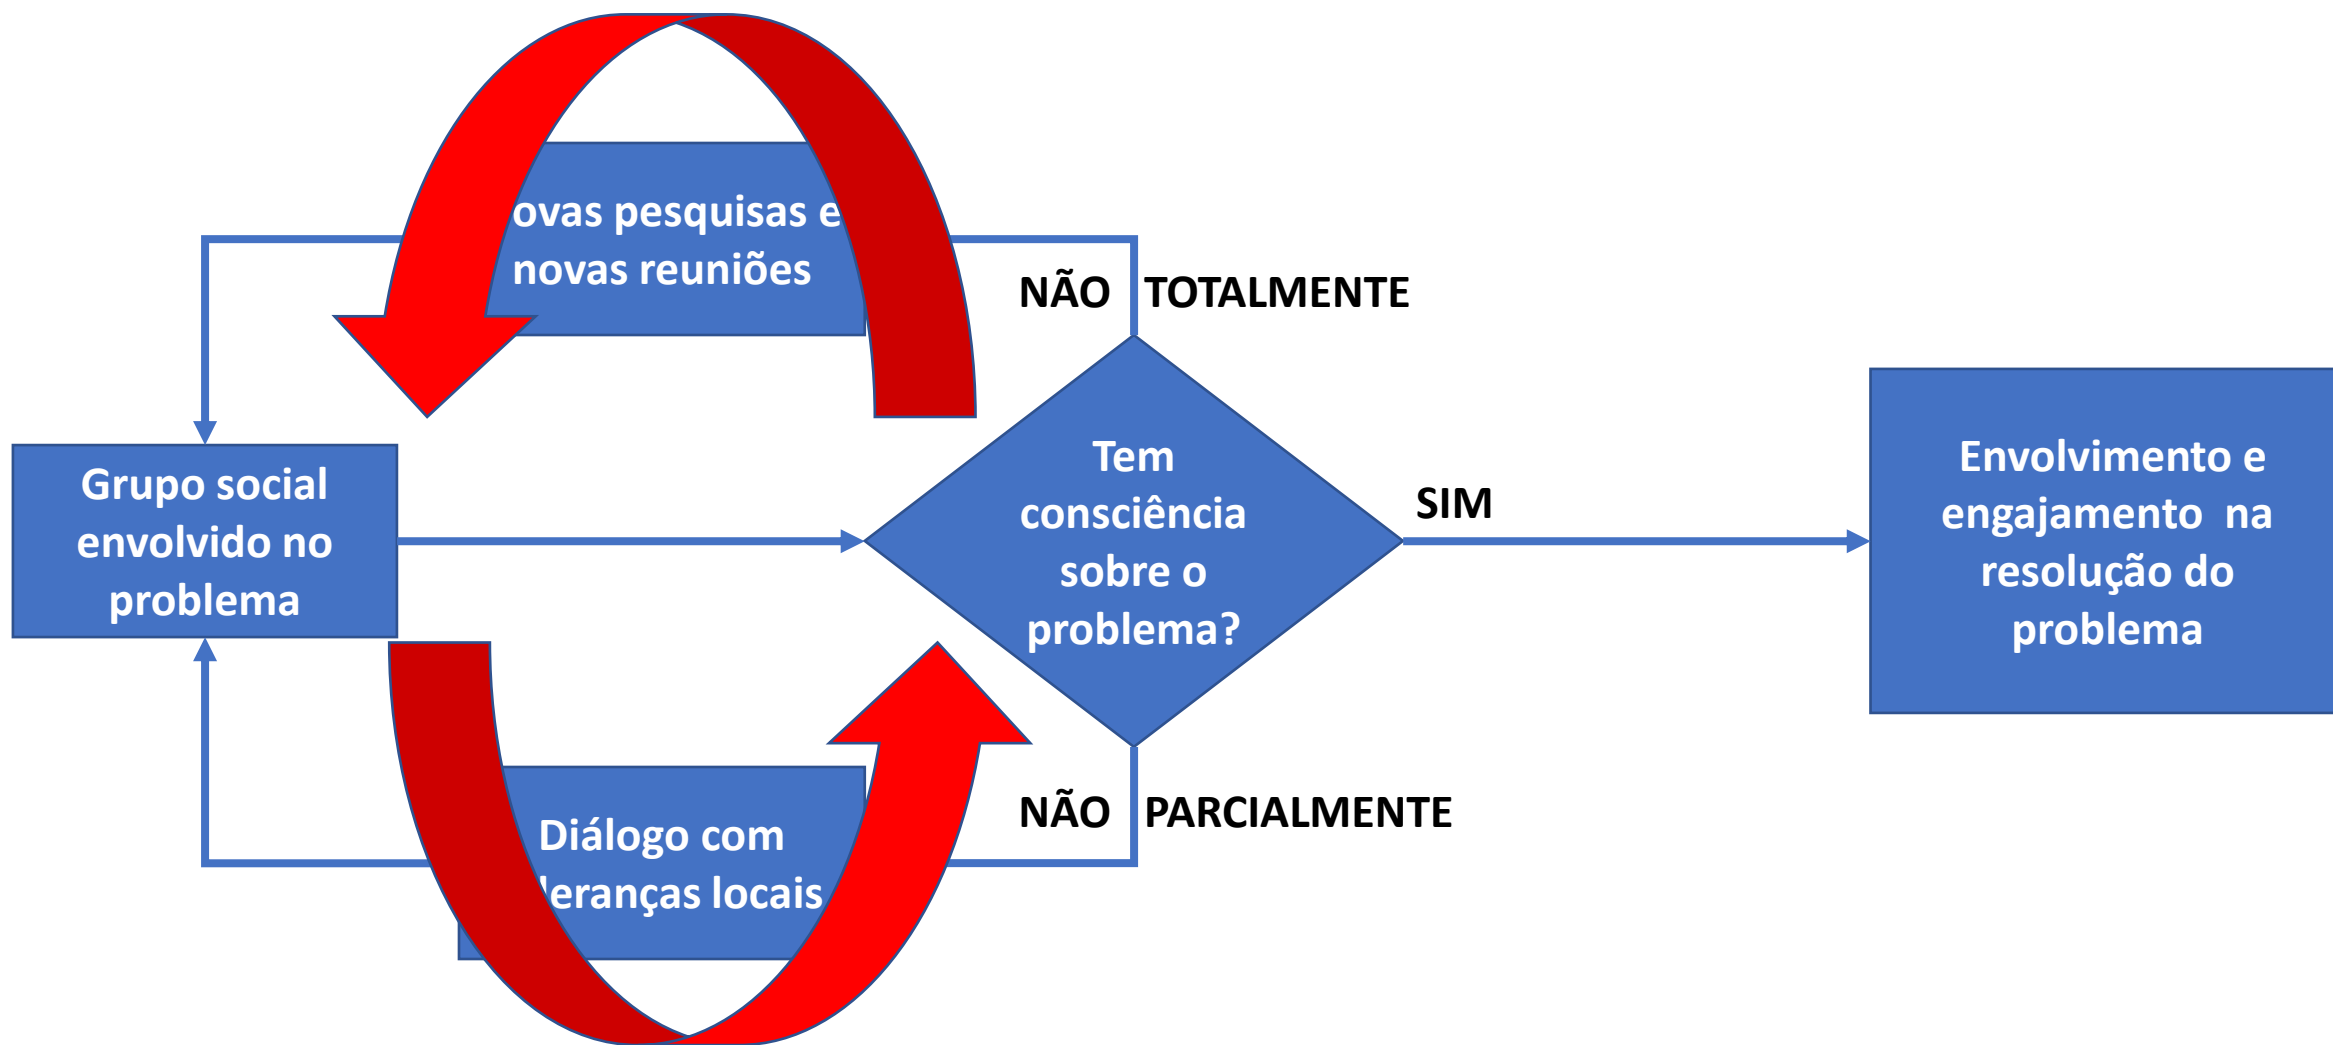 ovas pesquisas e
novas reuniões
NÃO TOTALMENTE
Grupo social
envolvido no
problema
Tem
consciência
sobre o
problema?
SIM
Envolvimento e
engajamento na
resolução do
problema
NÃO PARCIALMENTE
Diálogo com
deranças locais